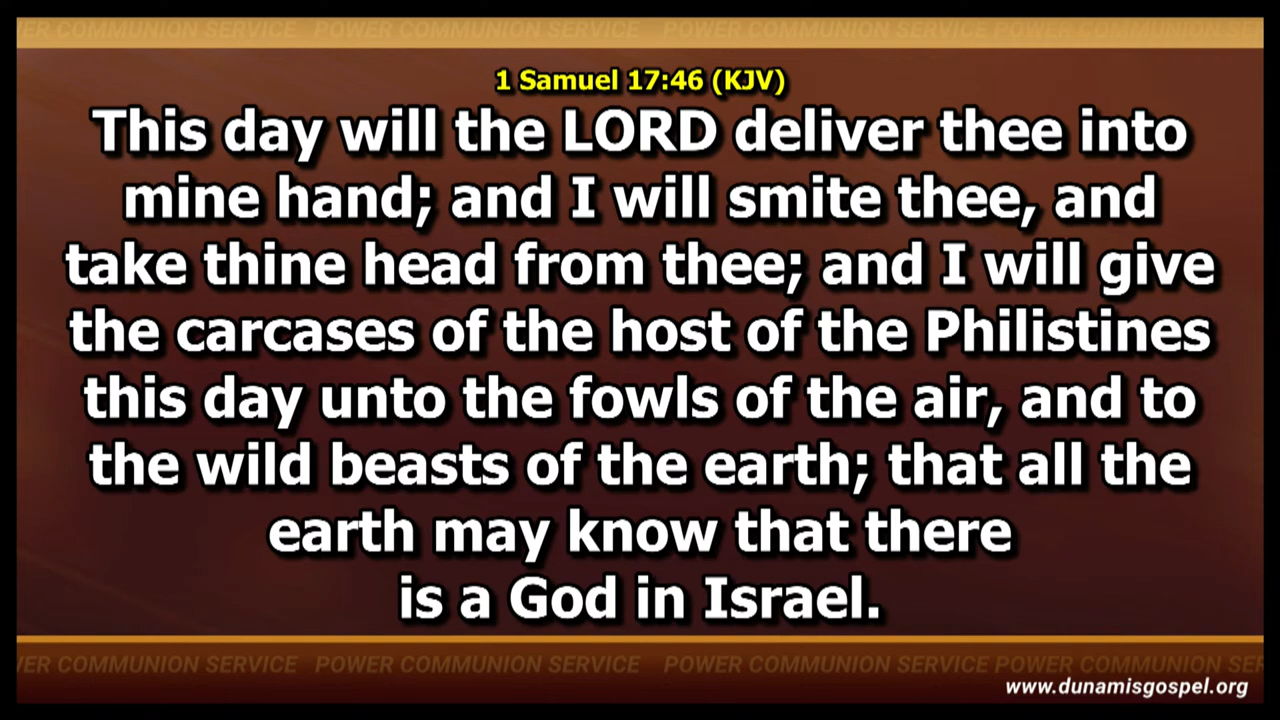 WER COMMUNION SERVICE POWER COMMUNION SERVICE POWER COMMUNION SERVICE POWER COMMUNION SER
1 Samuel 17:46 (KJV)
This day will the LORD deliver thee into
mine hand; and I will smite thee, and
take thine head from thee; and I will give
the carcases of the host of the Philistines
this day unto the fowls of the air, and to
the wild beasts of the earth; that all the
earth may know that there
is a God in Israel.
WER COMMUNION SERVICE POWER COMMUNION SERVICE POWER COMMUNION SERVICE POWER COMMUNION SER
www.dunamisgospel.org